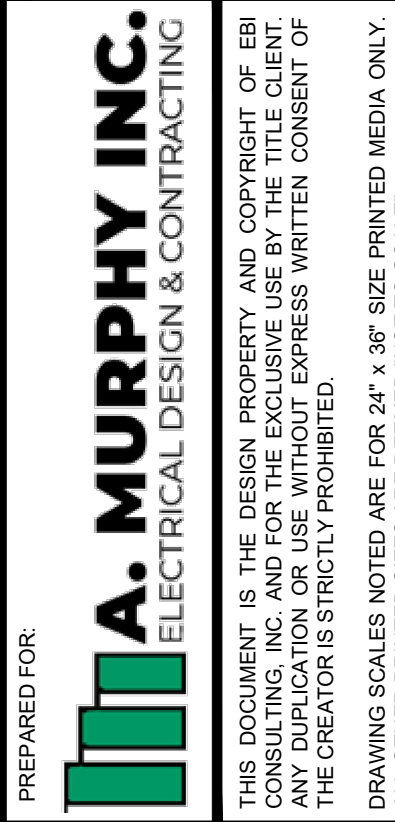 PREPARED FOR:
A. MURPHY INC.
ELECTRICAL DESIGN & CONTRACTING
THIS DOCUMENT IS THE DESIGN PROPERTY AND COPYRIGHT OF EBI
CONSULTING, INC. AND FOR THE EXCLUSIVE USE BY THE TITLE CLIENT.
ANY DUPLICATION OR USE WITHOUT EXPRESS WRITTEN CONSENT OF
THE CREATOR IS STRICTLY PROHIBITED.
DRAWING SCALES NOTED ARE FOR 24" x 36" SIZE PRINTED MEDIA ONLY.